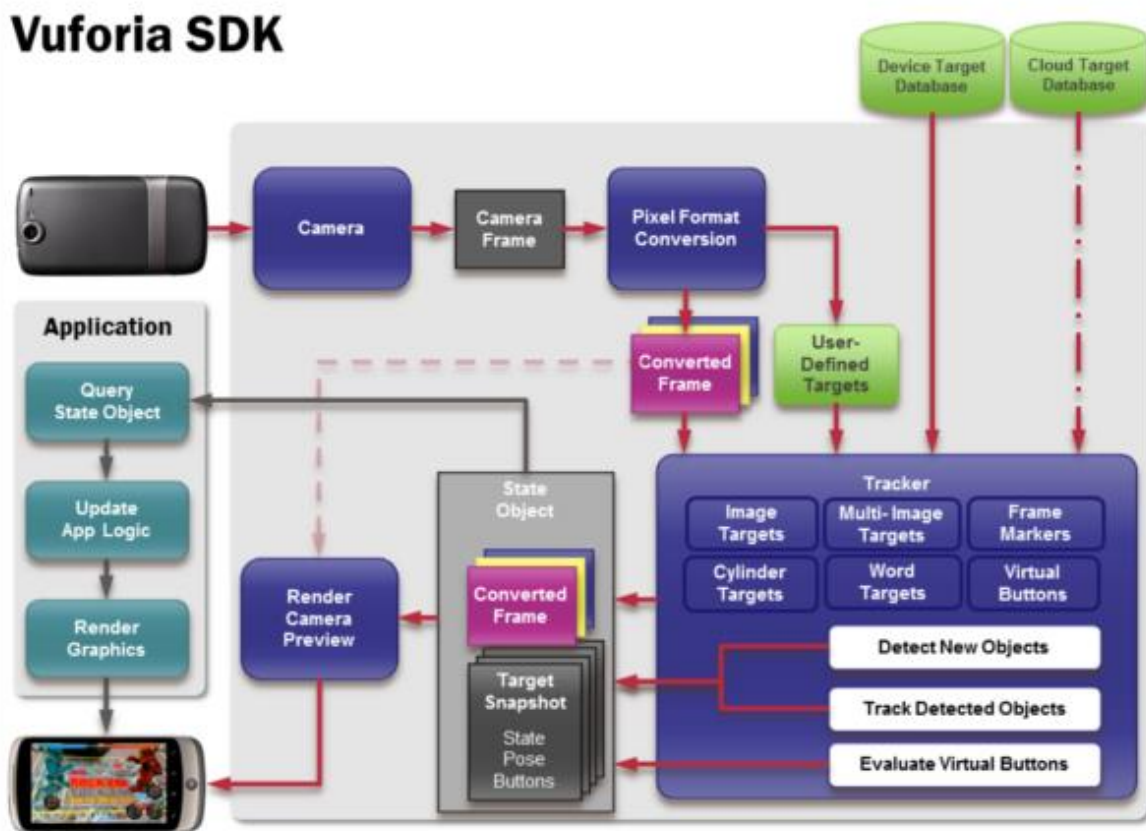 Vuforia SDK
Device Target
Database
Cloud Target
Database
Camera
Camera
Frame
Pixel Format
Conversion
Application
Query
State Object
Update
App Logic
Render
Graphics
Converted
Frame
User-
Defined
Targets
State
Object
Converted
Frame
Target
Snapshot
State
Pose
Buttons
Render
Camera
Preview
Tracker
Image
Targets
Multi- Image
Targets
Frame
Markers
Cylinder
Targets
Word
Targets
Virtual
Buttons
Detect New Objects
Track Detected Objects
Evaluate Virtual Buttons